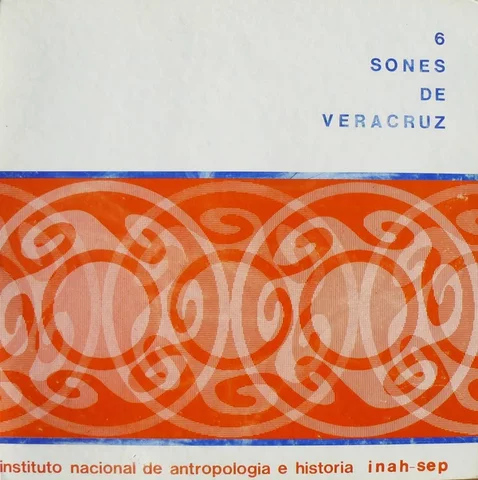 6
SONES
DE
VERACRUZ
instituto nacional de antropologia e historia inah-sep